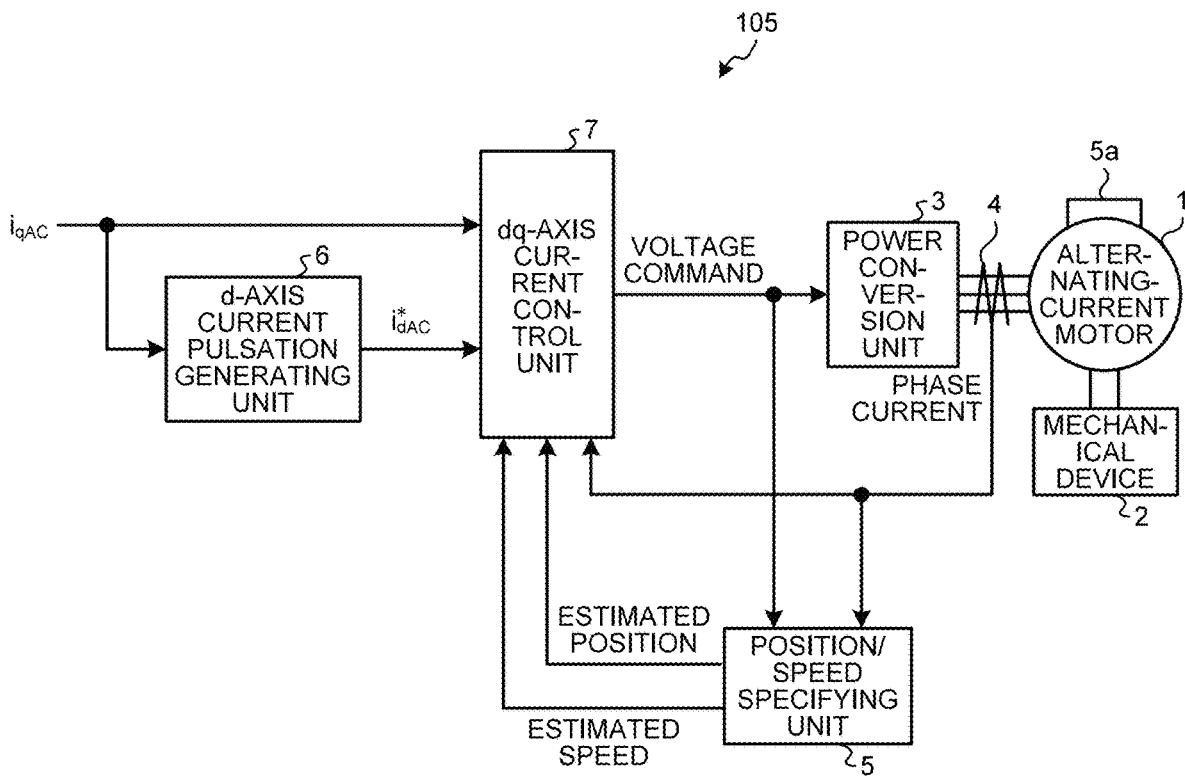 105
7
5a
1
3
4
i_qAC
dq-AXIS
CUR-
RENT
CON-
TROL
UNIT
VOLTAGE
COMMAND
POWER
CON-
VER-
SION
UNIT
ALTER-
NATING-
CURRENT
MOTOR
6
d-AXIS
CURRENT
PULSATION
GENERATING
UNIT
i*_dAC
PHASE
CURRENT
MECHAN-
ICAL
DEVICE
2
ESTIMATED
POSITION
POSITION/
SPEED
SPECIFYING
UNIT
ESTIMATED
SPEED
5